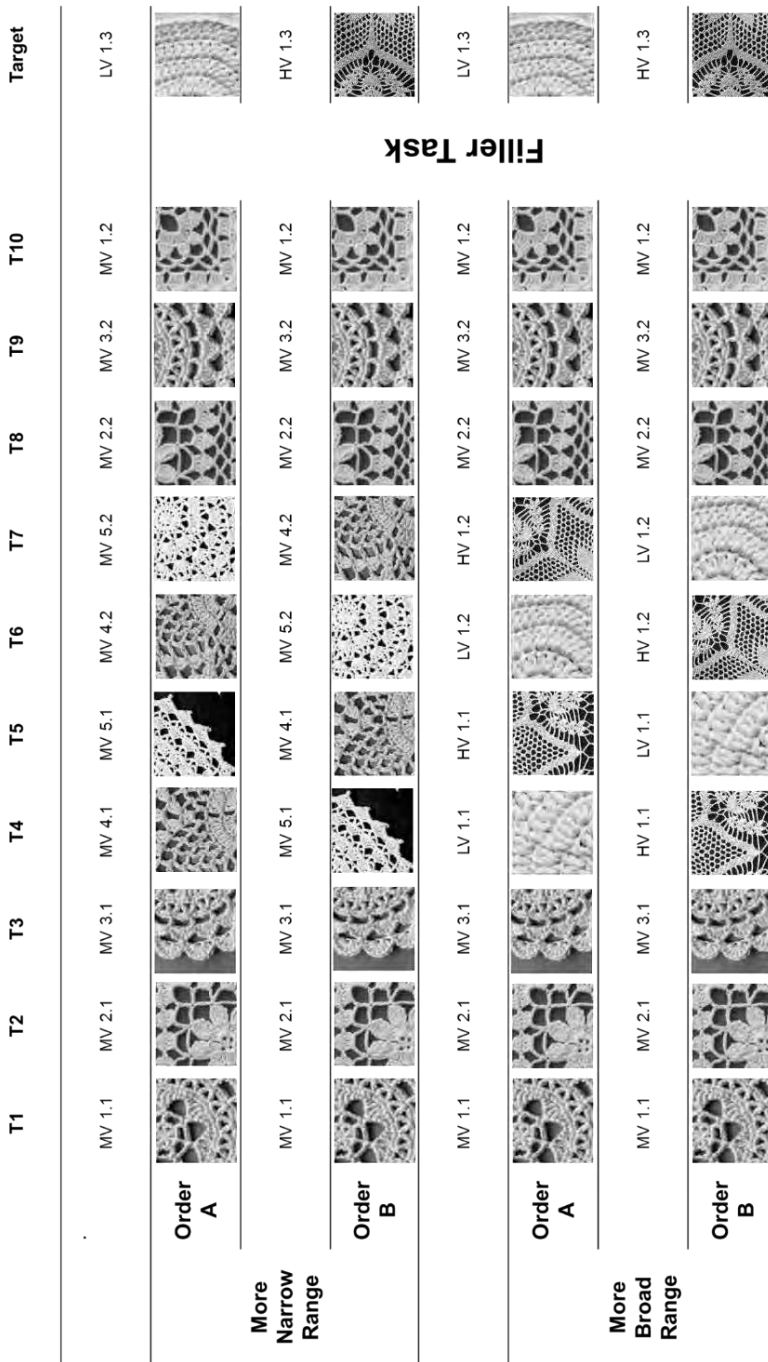 T1 T2 T3 T4 T5 T6 T7 T8 T9 T10 Target
MV 1.1 MV 2.1 MV 3.1 MV 4.1 MV 5.1 MV 4.2 MV 5.2 MV 2.2 MV 3.2 MV 1.2 LV 1.3
More
Narrow
Range
Order
A
MV 1.1 MV 2.1 MV 3.1 MV 5.1 MV 4.1 MV 5.2 MV 4.2 MV 2.2 MV 3.2 MV 1.2 HV 1.3
Order
B
Filler Task
MV 1.1 MV 2.1 MV 3.1 LV 1.1 HV 1.1 LV 1.2 HV 1.2 MV 2.2 MV 3.2 MV 1.2 LV 1.3
More
Broad
Range
Order
A
MV 1.1 MV 2.1 MV 3.1 HV 1.1 LV 1.1 HV 1.2 LV 1.2 MV 2.2 MV 3.2 MV 1.2 HV 1.3
Order
B